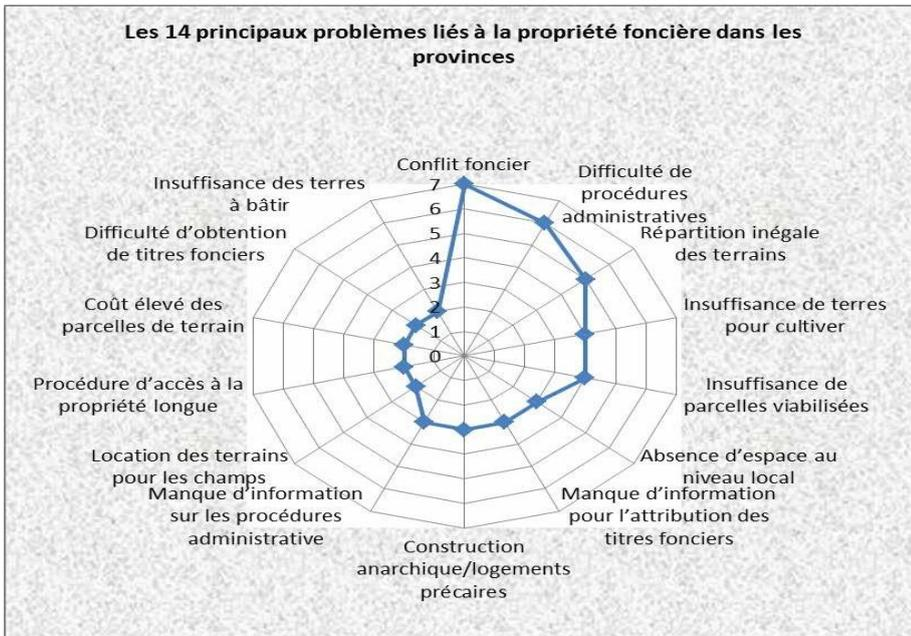 Les 14 principaux problèmes liés à la propriété foncière dans les
provinces
Conflit foncier
Difficulté de
procédures
administratives
Répartition inégale
des terrains
Insuffisance de terres
pour cultiver
Insuffisance de
parcelles viabilisées
Absence d’espace au
niveau local
Manque d’information
pour l’attribution des
titres fonciers
Construction
anarchique/logements
précaires
Manque d’information
sur les procédures
administrative
Location des terrains
pour les champs
Procédure d’accès à la
propriété longue
Coût élevé des
parcelles de terrain
Difficulté d’obtention
de titres fonciers
Insuffisance des terres
à bâtir
7
6
5
4
3
2
1
0